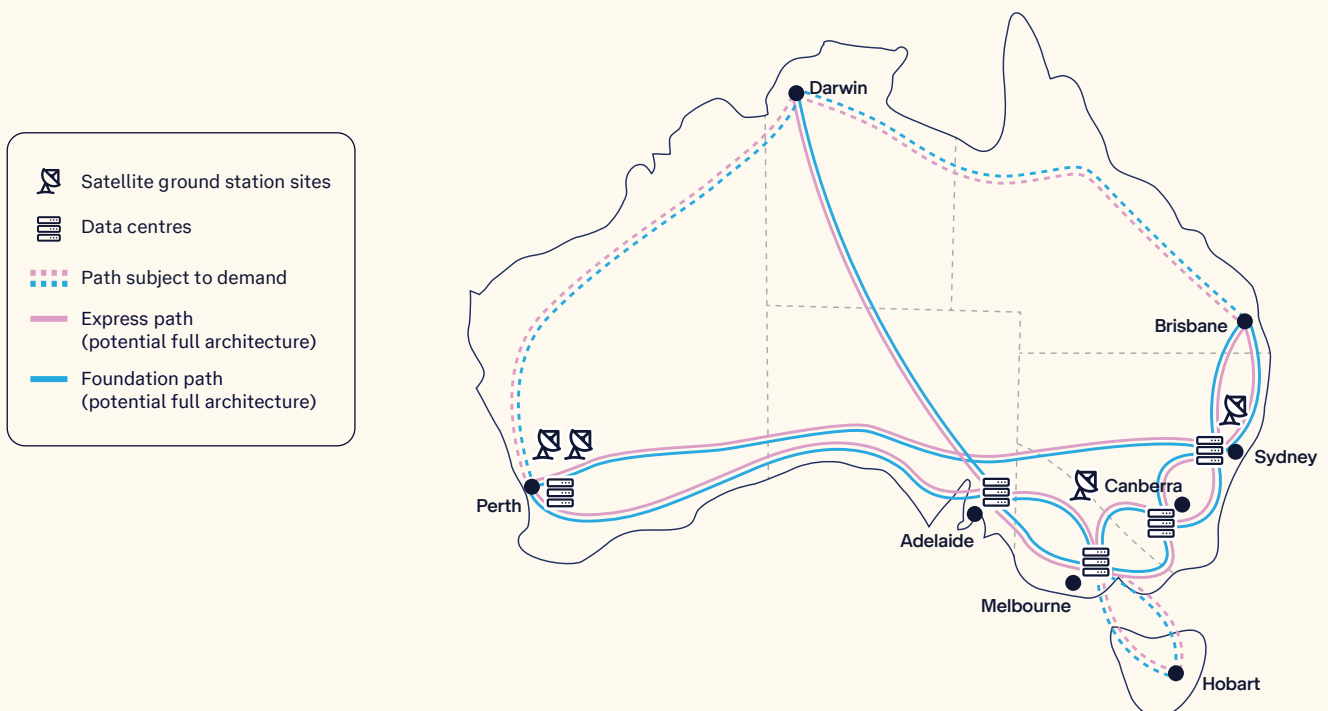 Satellite ground station sites
Data centres
Path subject to demand
Express path
(potential full architecture)
Foundation path
(potential full architecture)
Darwin
Brisbane
Sydney
Canberra
Perth
Adelaide
Melbourne
Hobart